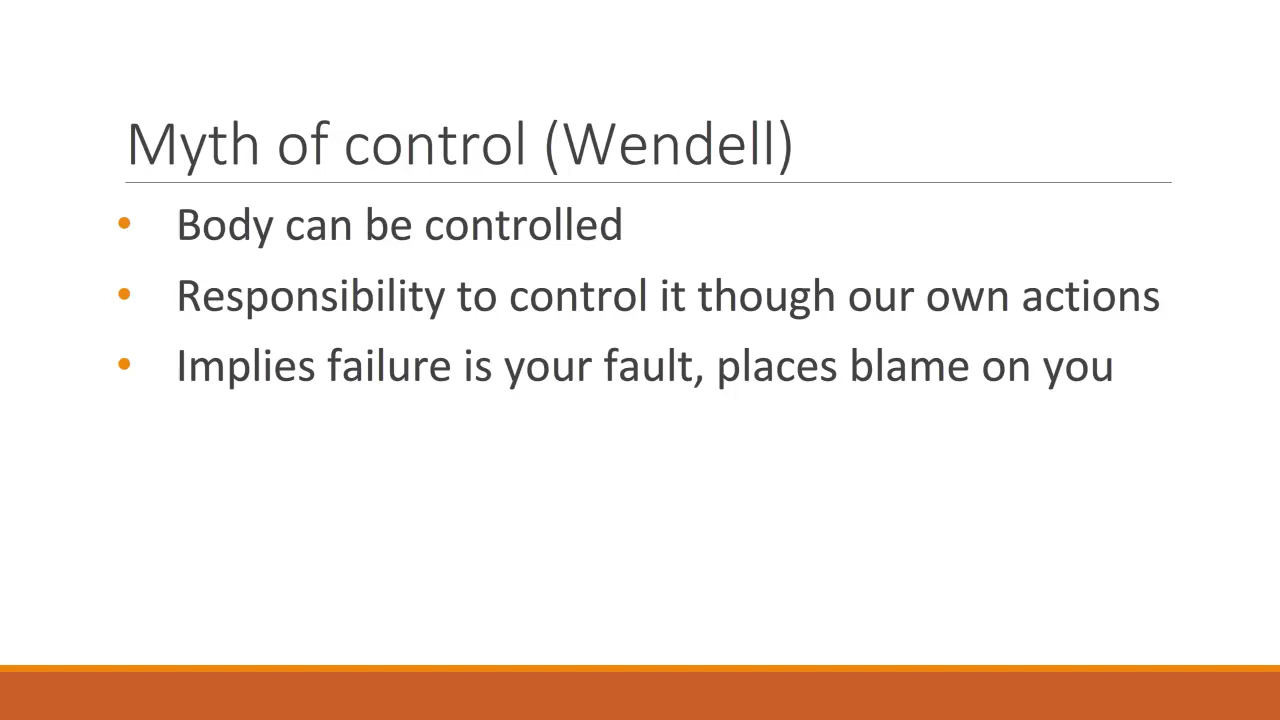 Myth of control (Wendell)
• Body can be controlled
• Responsibility to control it though our own actions
• Implies failure is your fault, places blame on you